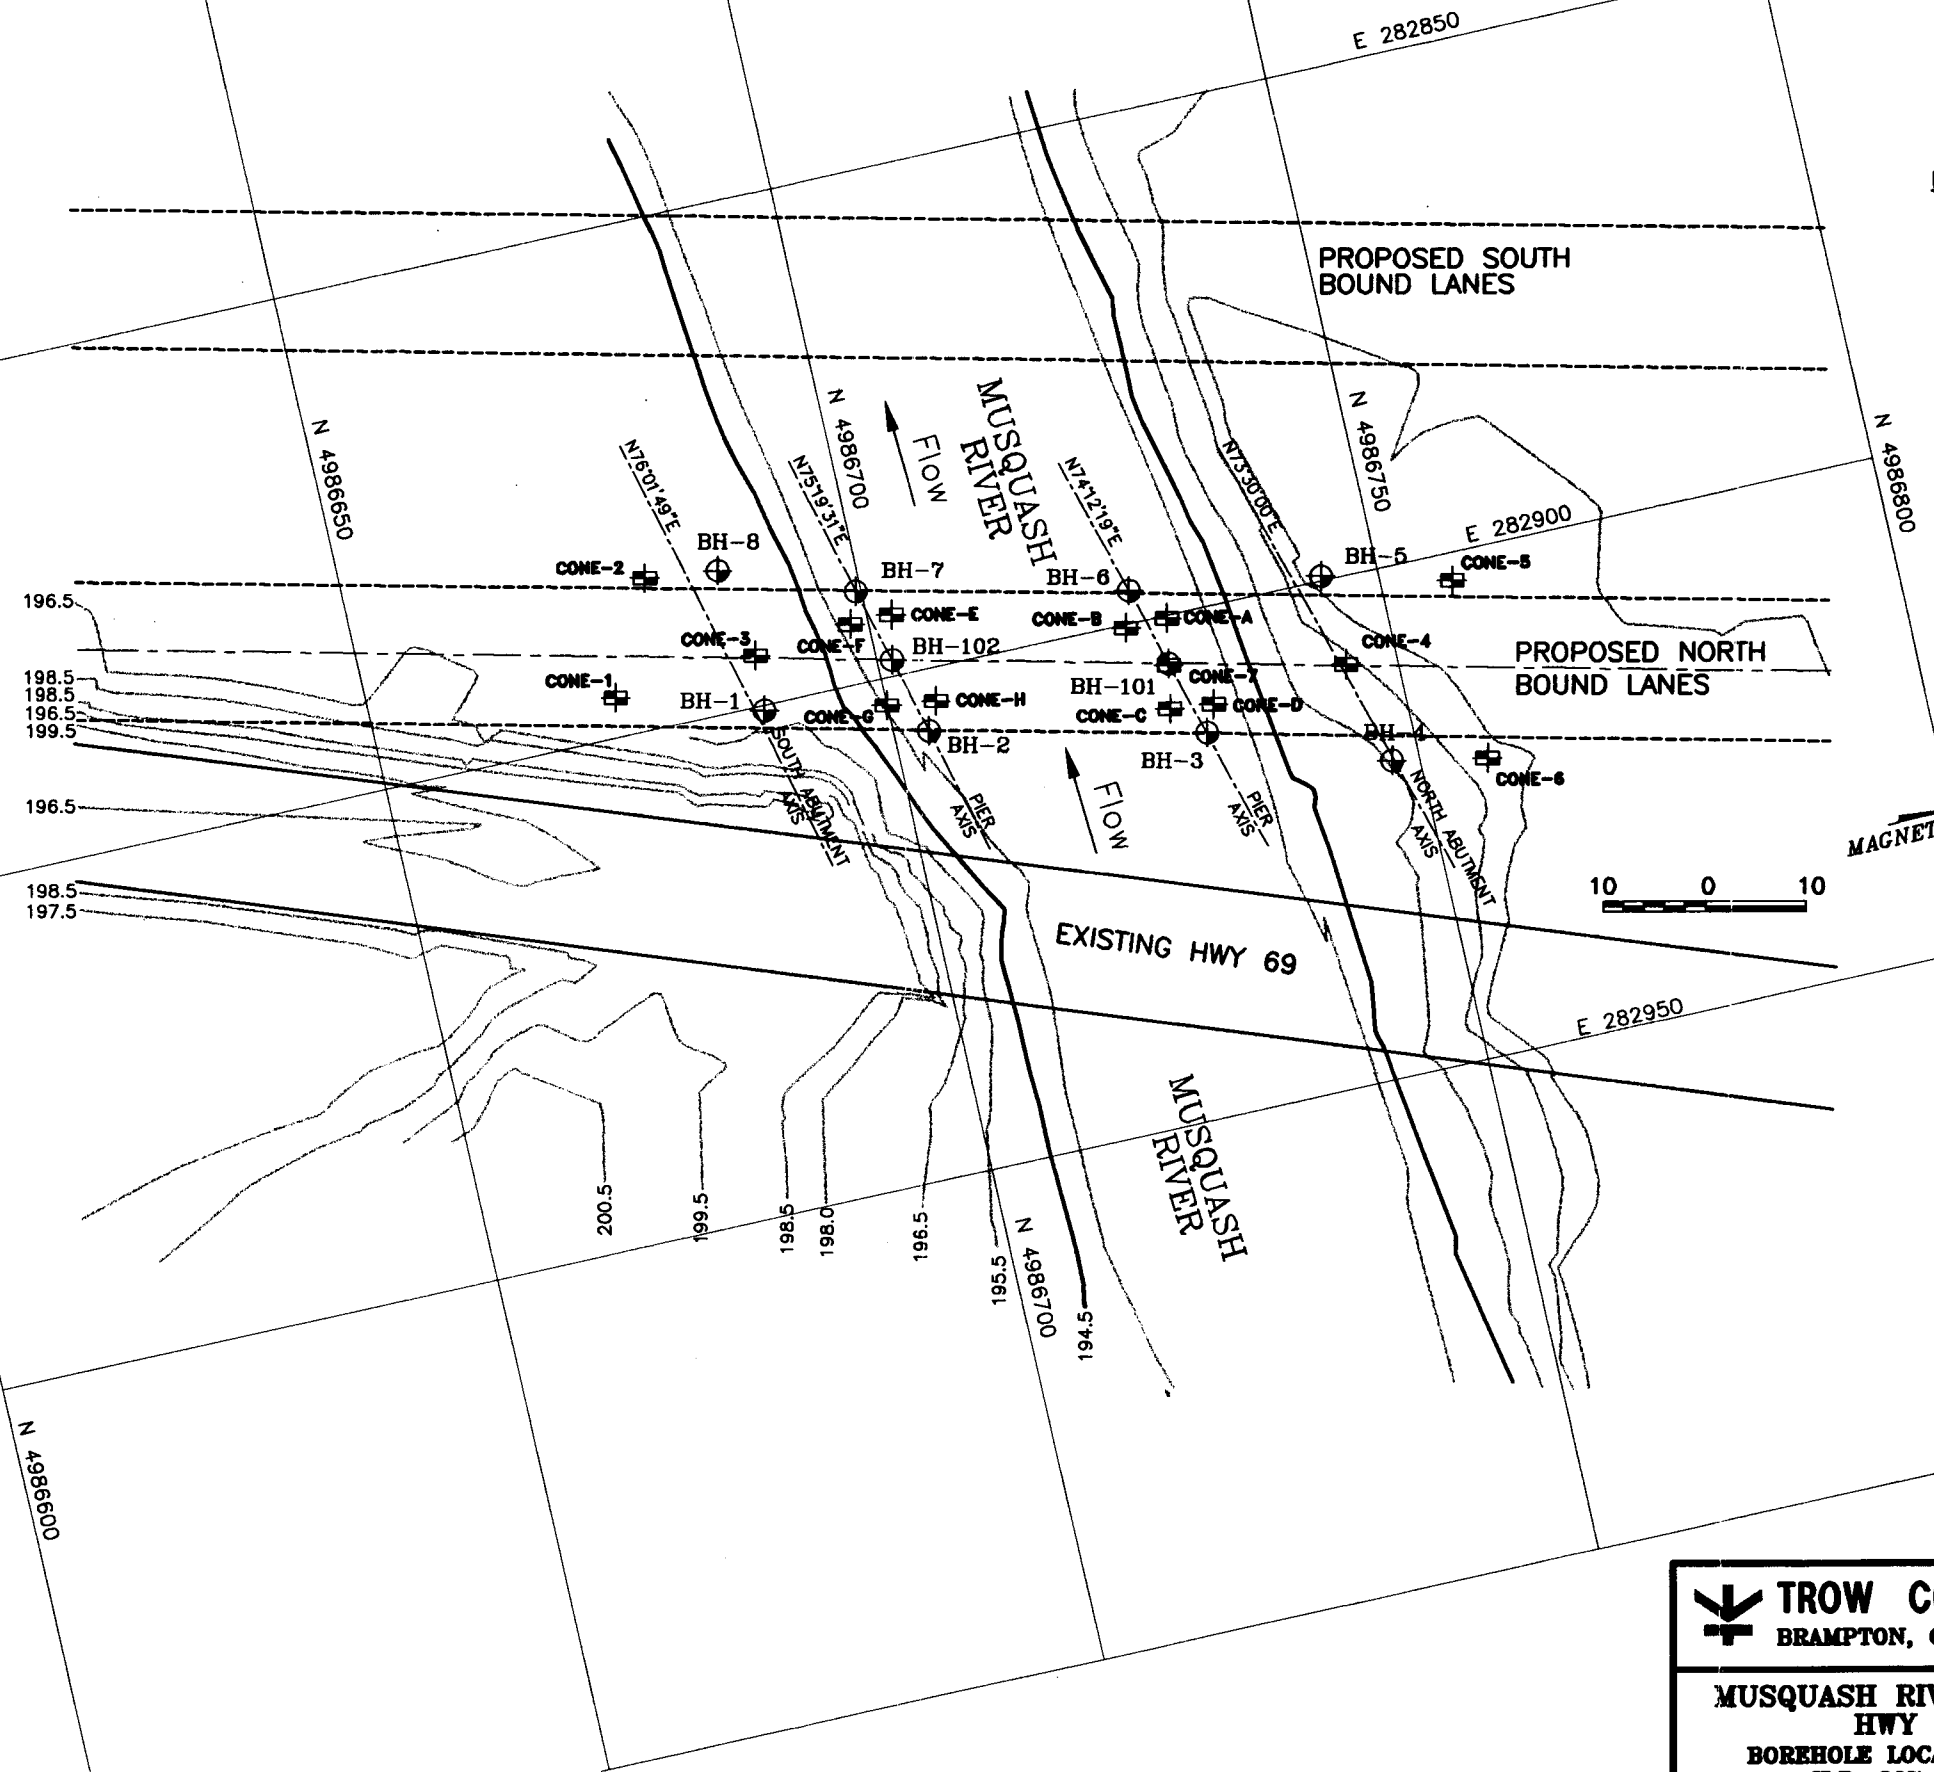 E 282850
PROPOSED SOUTH
BOUND LANES
N 4986650
N 4986700
N 4986750
N 4986800
MUSQUASH
RIVER
Flow
N76°01'49"E
N75°19'31"E
N74°12'19"E
N73°30'00"E
E 282900
BH-8
CONE-2
BH-7
BH-6
BH-5
CONE-5
196.5
CONE-E
CONE-B
CONE-A
CONE-3
CONE-F
BH-102
CONE-4
PROPOSED NORTH
BOUND LANES
198.5
CONE-1
CONE-7
BH-101
198.5
BH-1
CONE-H
CONE-D
196.5
CONE-G
CONE-C
199.5
BH-2
BH-3
BH-4
CONE-6
SOUTH ABUTMENT
AXIS
PIER
AXIS
Flow
PIER
AXIS
NORTH ABUTMENT
AXIS
196.5
10 0 10
198.5
197.5
EXISTING HWY 69
E 282950
MUSQUASH
RIVER
200.5
199.5
198.5
198.0
196.5
195.5
N 4986700
194.5
N 4986600
TROW
BRAMPTON,
MUSQUASH
HWY
BOREHOLE